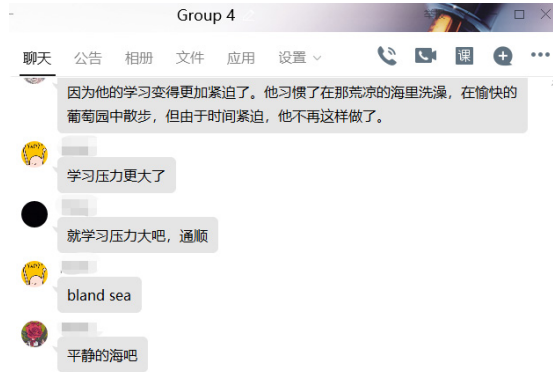 Group 4
聊天 公告 相册 文件 应用 设置
课
因为他的学习变得更加紧迫了。他习惯了在那荒凉的海里洗澡，在愉快的
葡萄园中散步，但由于时间紧迫，他不再这样做了。
学习压力更大了
就学习压力大吧，通顺
bland sea
平静的海吧